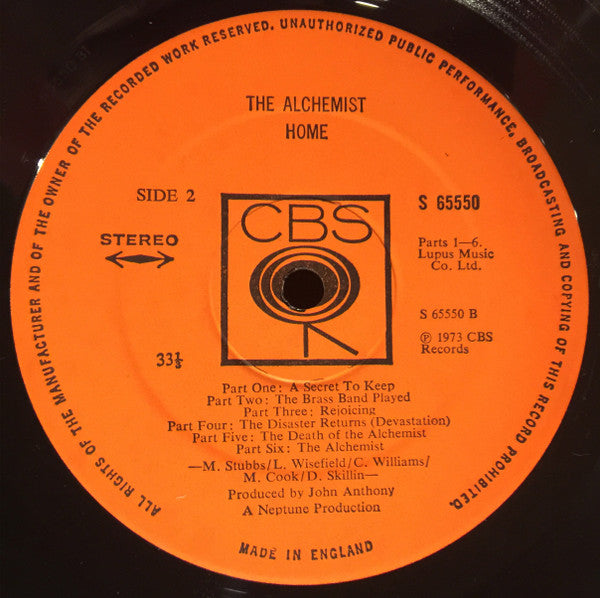 ALL RIGHTS OF THE MANUFACTURER AND OF THE OWNER OF THE RECORDED WORK RESERVED. UNAUTHORIZED PUBLIC PERFORMANCE, BROADCASTING AND COPYING OF THIS RECORD PROHIBITED.
THE ALCHEMIST
HOME
SIDE 2
STEREO
33⅓
CBS
S 65550
Parts 1—6.
Lupus Music
Co. Ltd.
S 65550 B
℗ 1973 CBS
Records
Part One: A Secret To Keep
Part Two: The Brass Band Played
Part Three: Rejoicing
Part Four: The Disaster Returns (Devastation)
Part Five: The Death of the Alchemist
Part Six: The Alchemist
—M. Stubbs/L. Wisefield/C. Williams/
M. Cook/D. Skillin—
Produced by John Anthony
A Neptune Production
MADE IN ENGLAND